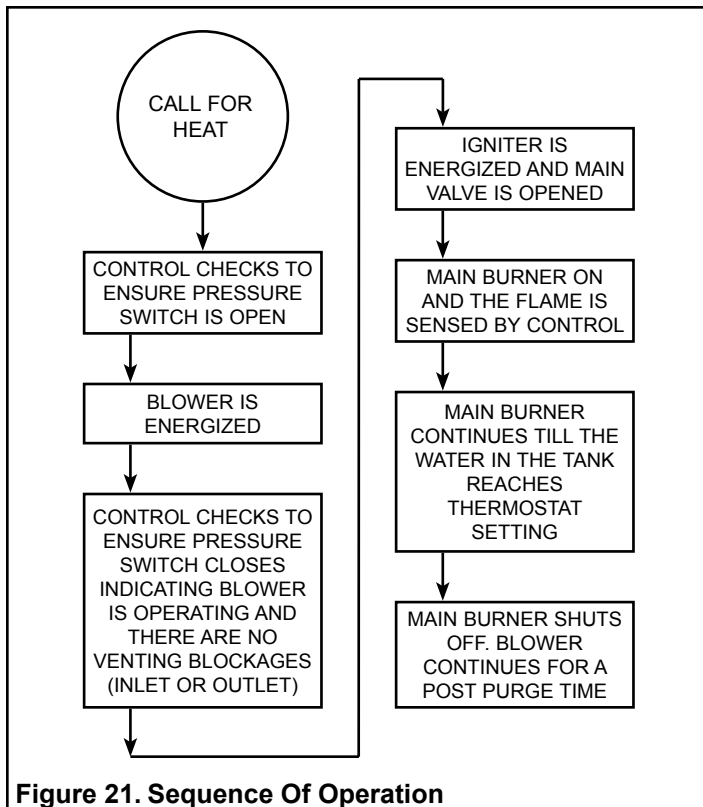 CALL FOR
HEAT
CONTROL CHECKS TO
ENSURE PRESSURE
SWITCH IS OPEN
BLOWER IS
ENERGIZED
CONTROL CHECKS TO
ENSURE PRESSURE
SWITCH CLOSES
INDICATING BLOWER
IS OPERATING AND
THERE ARE NO
VENTING BLOCKAGES
(INLET OR OUTLET)
IGNITER IS
ENERGIZED AND MAIN
VALVE IS OPENED
MAIN BURNER ON
AND THE FLAME IS
SENSED BY CONTROL
MAIN BURNER
CONTINUES TILL THE
WATER IN THE TANK
REACHES
THERMOSTAT
SETTING
MAIN BURNER SHUTS
OFF. BLOWER
CONTINUES FOR A
POST PURGE TIME
Figure 21. Sequence Of Operation